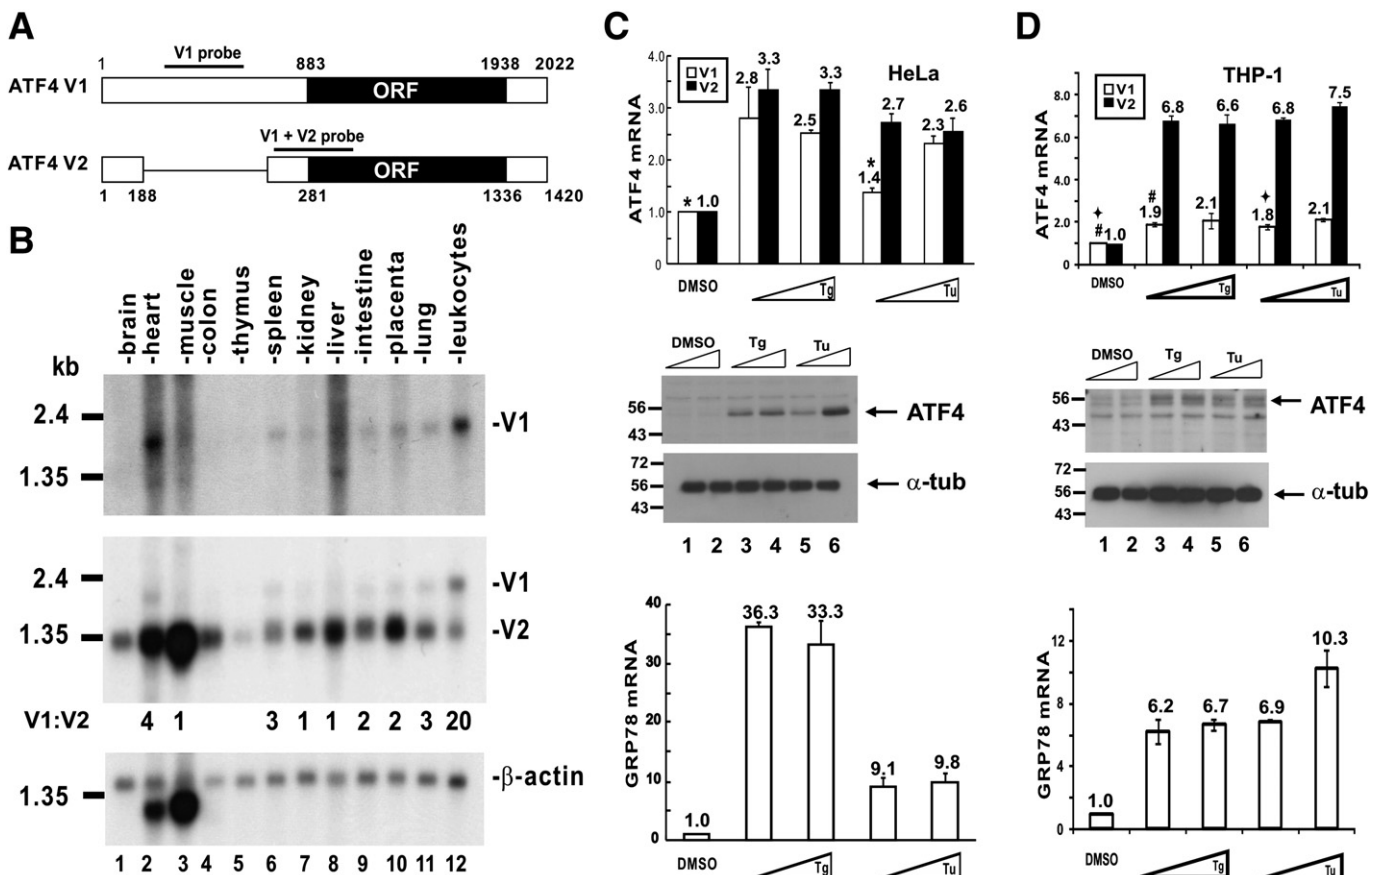 A
V1 probe
1 883 1938 2022
ATF4 V1 ORF
V1 + V2 probe
ATF4 V2 ORF
1 188 281 1336 1420
B
-brain
-heart
-muscle
-colon
-thymus
-spleen
-kidney
-liver
-intestine
-placenta
-lung
-leukocytes
kb
2.4
-V1
1.35
2.4
-V1
1.35
-V2
V1:V2 4 1 3 1 1 2 2 3 20
-β-actin
1.35
1 2 3 4 5 6 7 8 9 10 11 12
C
HeLa
V1
V2
ATF4 mRNA
4.0
3.0
2.0
1.0
0
* 1.0
2.8 3.3
2.5 3.3
*
1.4 2.7
2.3 2.6
DMSO Tg Tu
DMSO Tg Tu
56
43
ATF4
72
56
43
α-tub
1 2 3 4 5 6
GRP78 mRNA
40
30
20
10
0
1.0 36.3 33.3 9.1 9.8
DMSO Tg Tu
D
THP-1
V1
V2
ATF4 mRNA
8.0
6.0
4.0
2.0
0
✦
# 1.0
#
1.9 6.8
2.1 6.6
✦
1.8 6.8
2.1 7.5
DMSO Tg Tu
DMSO Tg Tu
56
43
ATF4
72
56
43
α-tub
1 2 3 4 5 6
GRP78 mRNA
12
8
4
0
1.0 6.2 6.7 6.9 10.3
DMSO Tg Tu